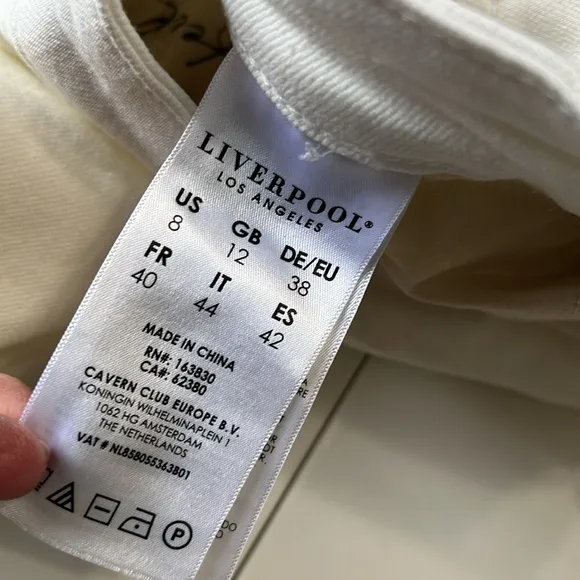 LIVERPOOL®
LOS ANGELES
US GB DE/EU
8 12 38
FR IT ES
40 44 42
MADE IN CHINA
RN#: 163830
CA#: 62380
CAVERN CLUB EUROPE B.V.
KONINGIN WILHELMINAPLEIN 1
1062 HG AMSTERDAM
THE NETHERLANDS
VAT # NL858055363B01
P
DO